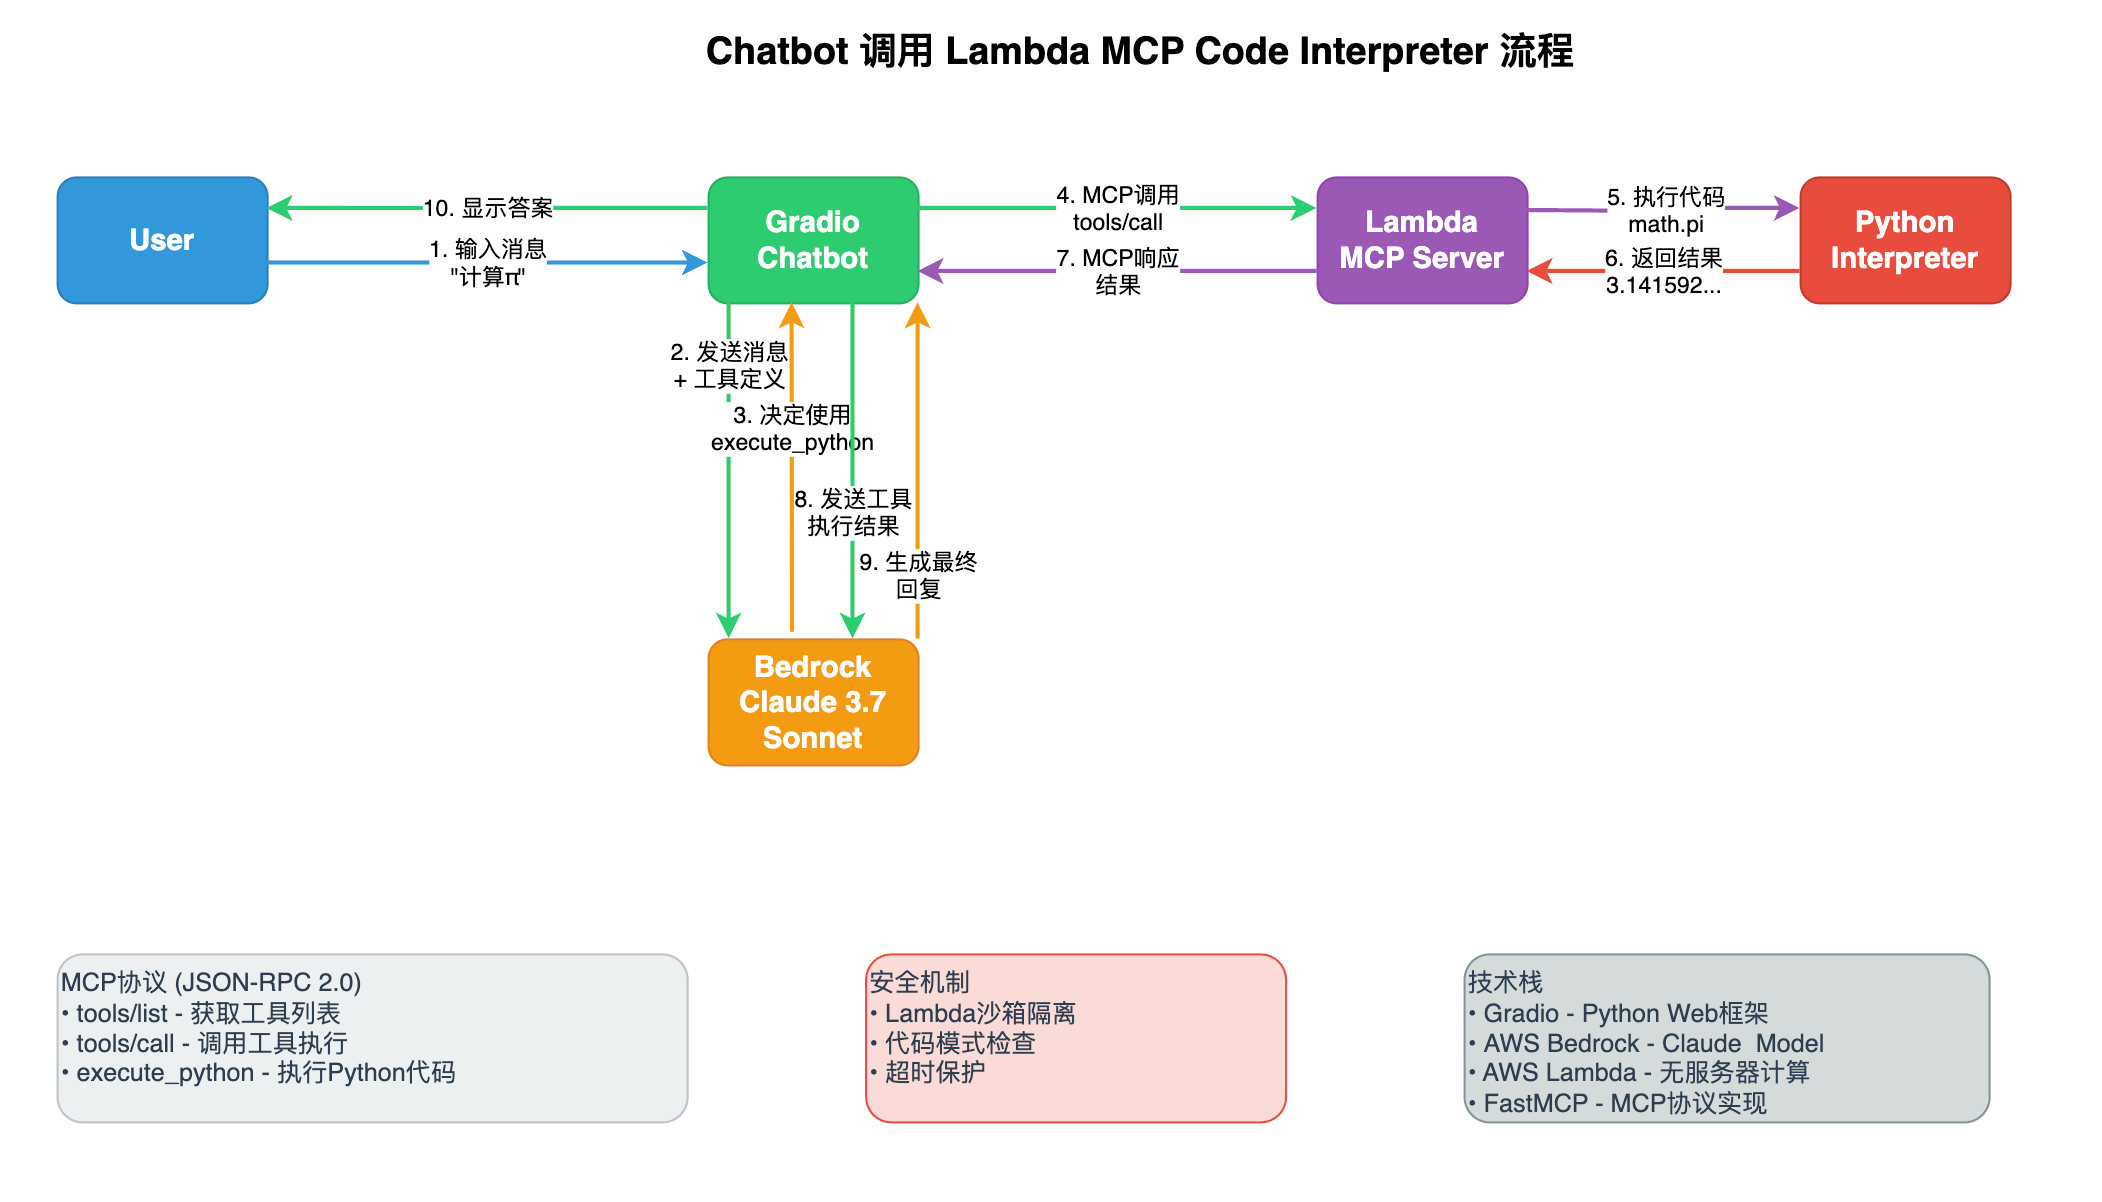 Chatbot 调用 Lambda MCP Code Interpreter 流程
User
10. 显示答案
1. 输入消息
"计算π"
Gradio
Chatbot
4. MCP调用
tools/call
7. MCP响应
结果
Lambda
MCP Server
5. 执行代码
math.pi
6. 返回结果
3.141592...
Python
Interpreter
2. 发送消息
+ 工具定义
3. 决定使用
execute_python
8. 发送工具
执行结果
9. 生成最终
回复
Bedrock
Claude 3.7
Sonnet
MCP协议 (JSON-RPC 2.0)
• tools/list - 获取工具列表
• tools/call - 调用工具执行
• execute_python - 执行Python代码
安全机制
• Lambda沙箱隔离
• 代码模式检查
• 超时保护
技术栈
• Gradio - Python Web框架
• AWS Bedrock - Claude  Model
• AWS Lambda - 无服务器计算
• FastMCP - MCP协议实现